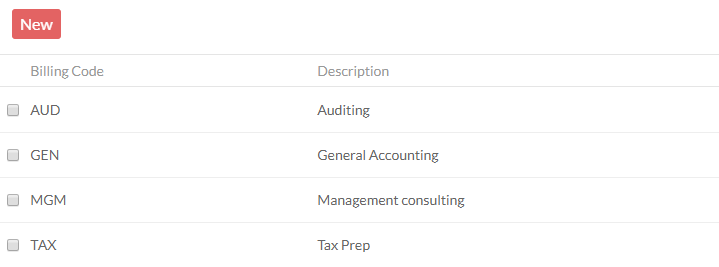 New
Billing Code Description
AUD Auditing
GEN General Accounting
MGM Management consulting
TAX Tax Prep